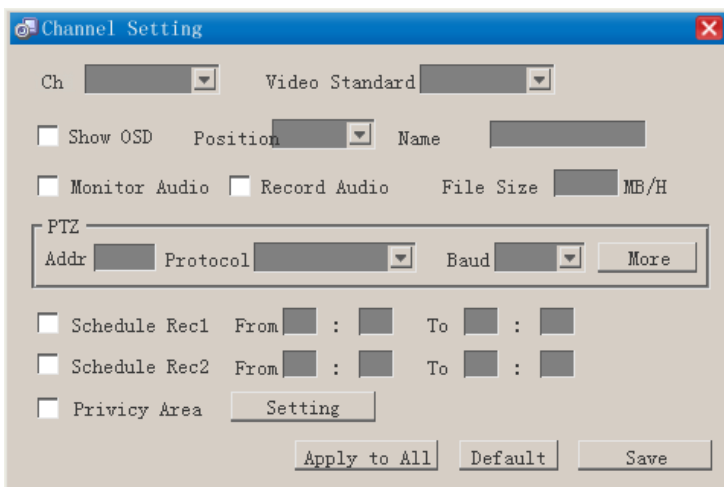 Channel Setting
Ch Video Standard
Show OSD Position Name
Monitor Audio Record Audio File Size MB/H
PTZ
Addr Protocol Baud More
Schedule Rec1 From : To :
Schedule Rec2 From : To :
Privicy Area Setting
Apply to All Default Save